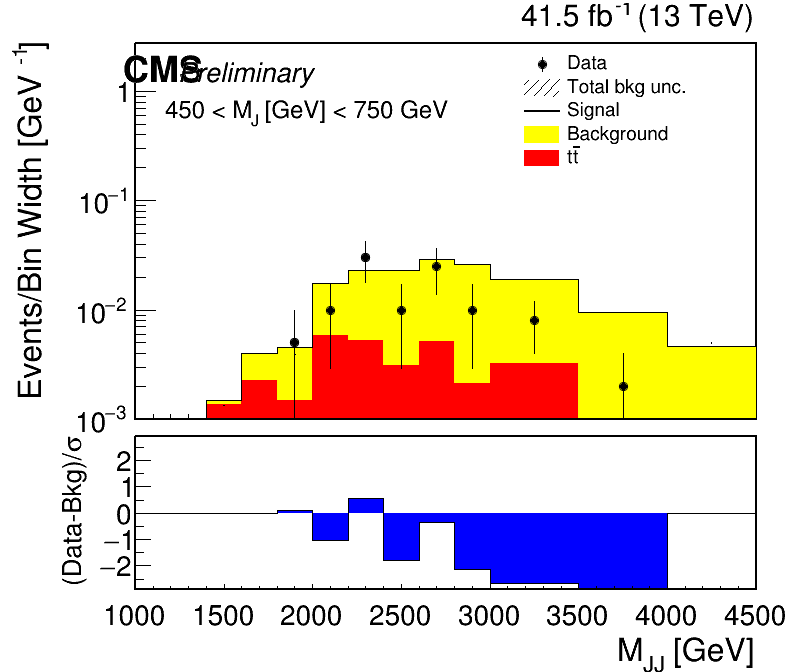 41.5 fb⁻¹ (13 TeV)
CMS Preliminary
450 < M_J [GeV] < 750 GeV
Data
Total bkg unc.
Signal
Background
tt̄
Events/Bin Width [GeV⁻¹]
1
10⁻¹
10⁻²
10⁻³
(Data-Bkg)/σ
2
1
0
−1
−2
1000 1500 2000 2500 3000 3500 4000 4500
M_JJ [GeV]